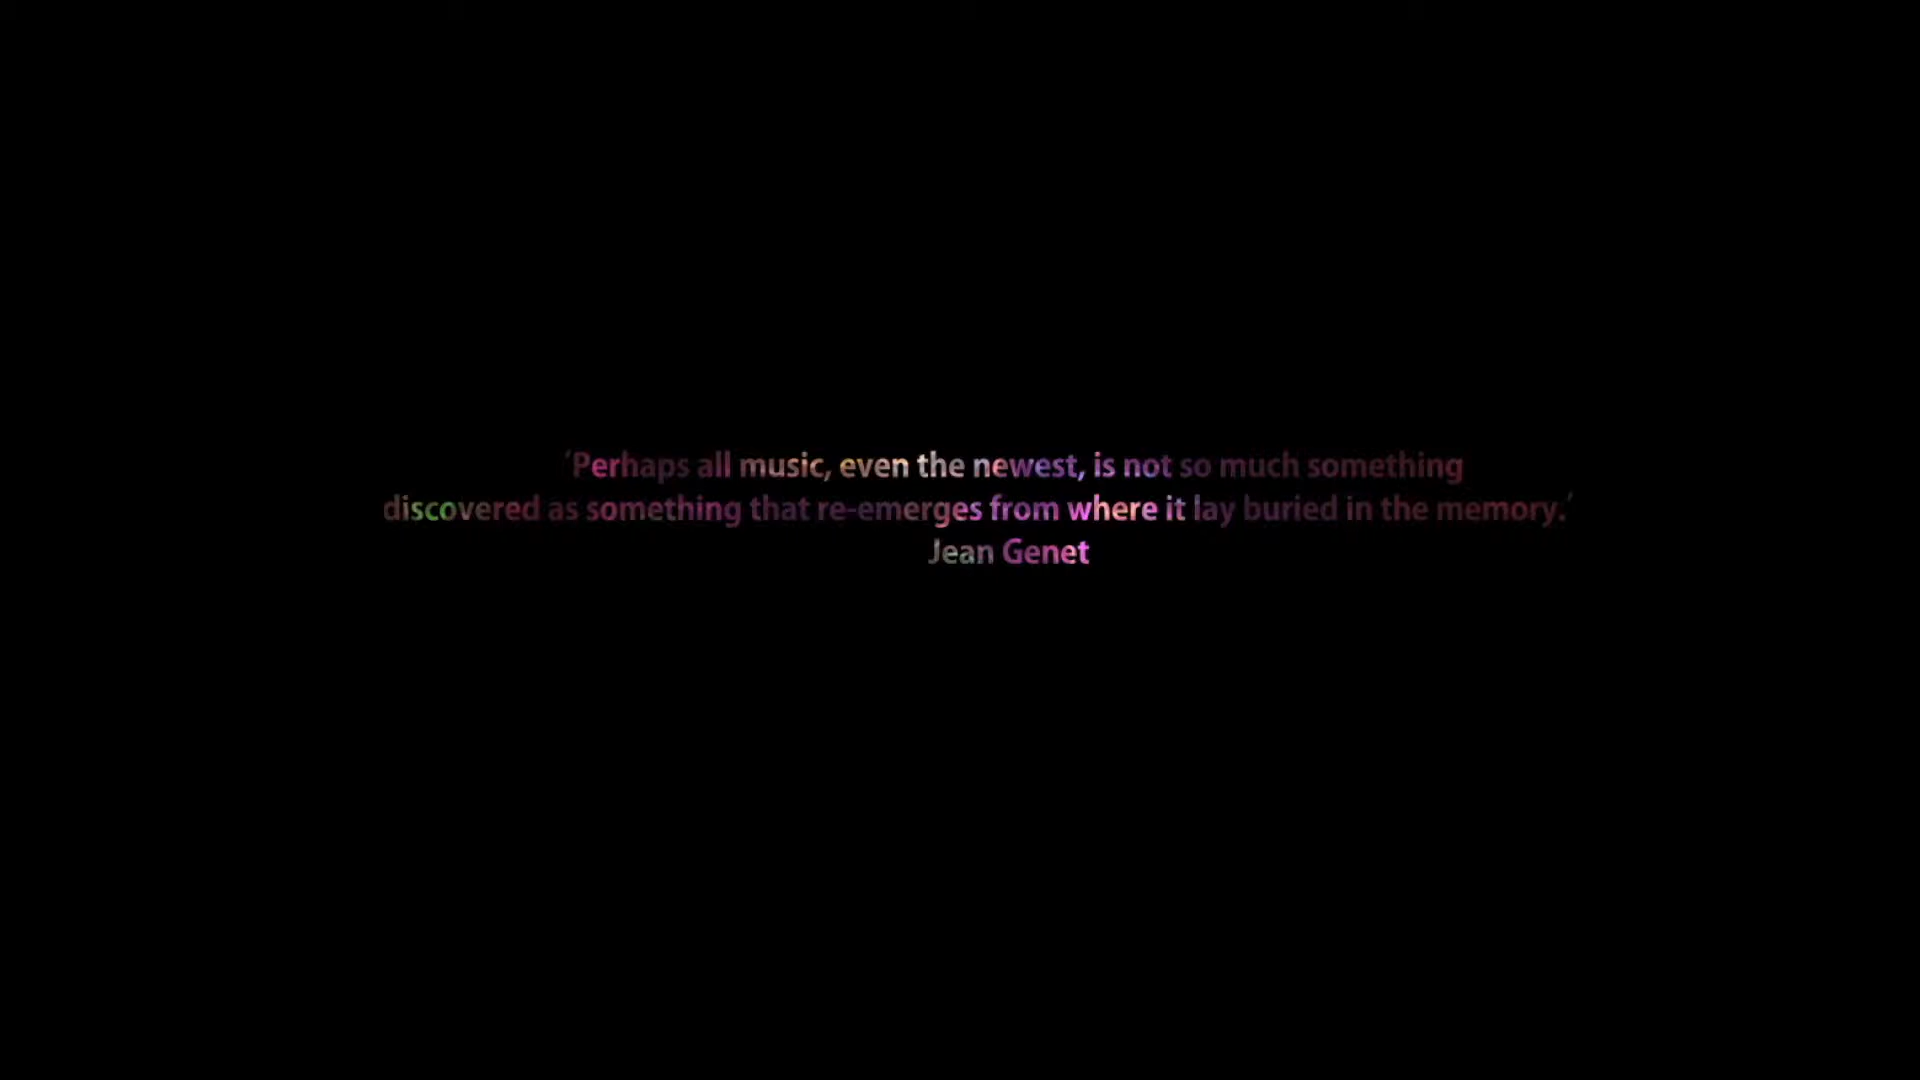 ‘Perhaps all music, even the newest, is not so much something
discovered as something that re-emerges from where it lay buried in the memory.’
Jean Genet